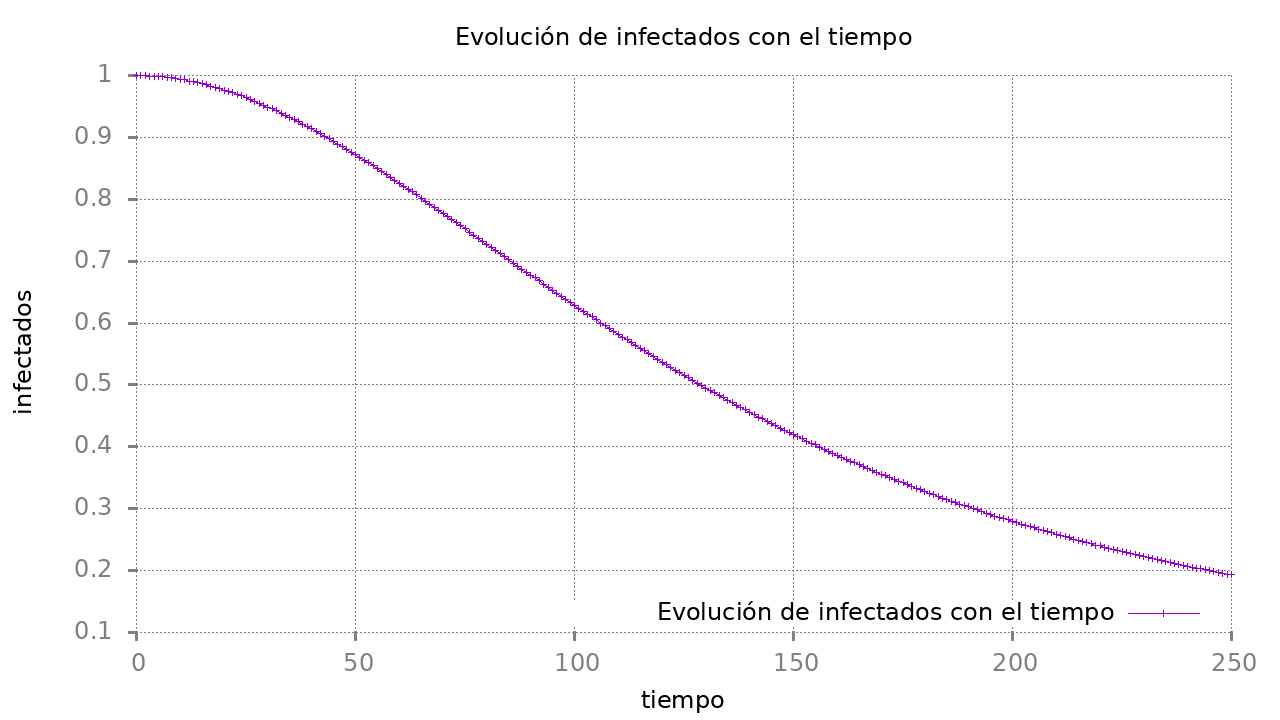 Evolución de infectados con el tiempo
1
0.9
0.8
0.7
0.6
0.5
0.4
0.3
0.2
0.1
infectados
Evolución de infectados con el tiempo
0 50 100 150 200 250
tiempo